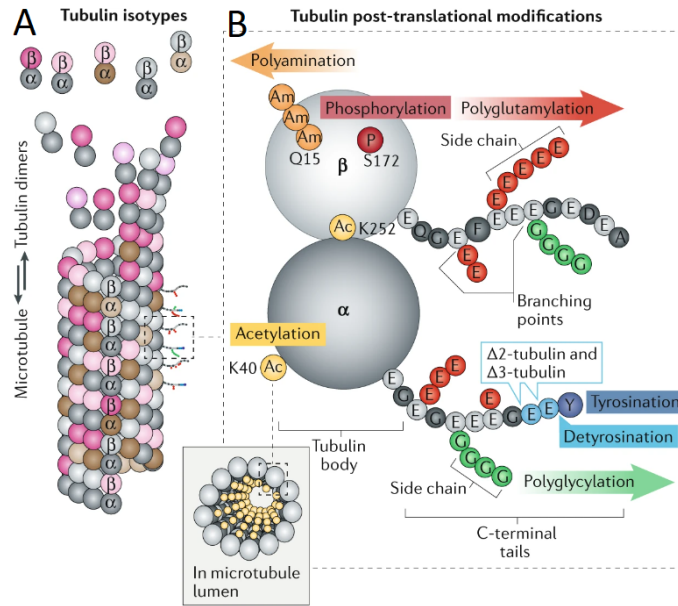 A
Tubulin isotypes
β
α
β
α
β
α
β
α
β
α
Tubulin dimers
Microtubule
β
α
β
α
β
α
β
α
β
α
B
Tubulin post-translational modifications
Polyamination
Am
Am
Am
Q15
Phosphorylation
P
S172
Polyglutamylation
Side chain
E E E E E
β
Ac
K252
E Q G E F E E E G E D E A
E E
G G G G
Branching
points
α
Acetylation
K40
Ac
Δ2-tubulin and
Δ3-tubulin
E E E
E
E G E G E E E G E E Y
Tyrosination
Detyrosination
G G G G
Side chain
Polyglycylation
Tubulin
body
C-terminal
tails
In microtubule
lumen